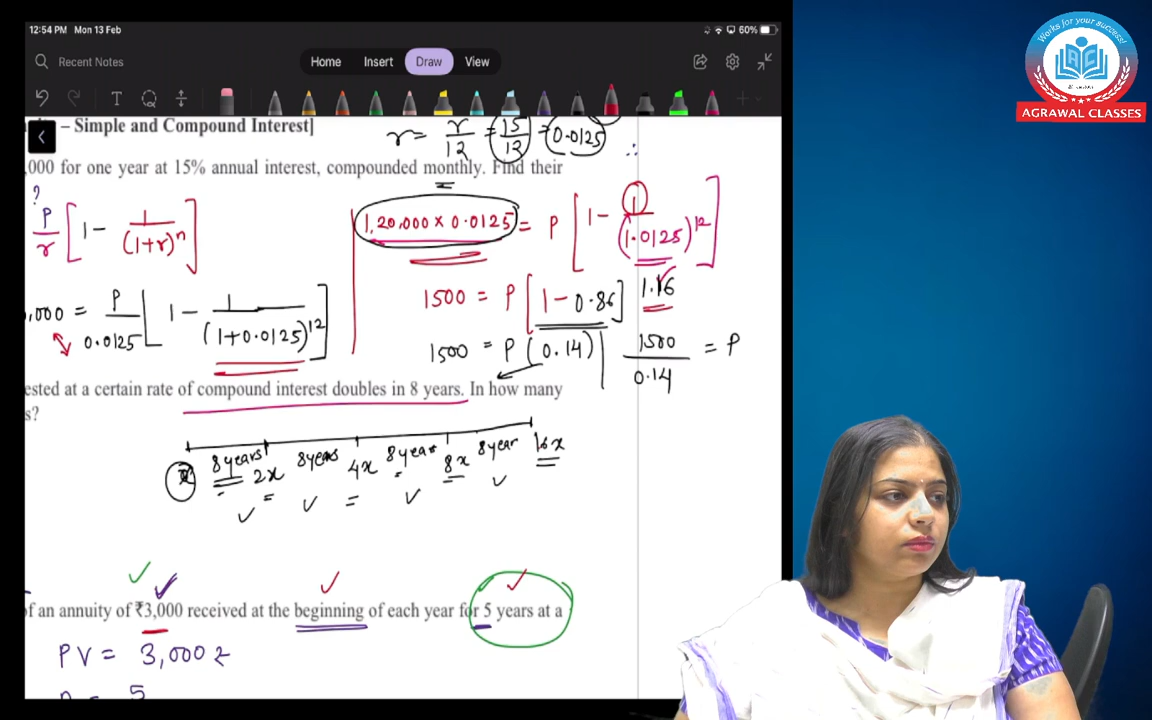 12:54 PM Mon 13 Feb
60%
Recent Notes
Home Insert Draw View
– Simple and Compound Interest]
r = r/12 = 15/12 = 0.0125
∴
,000 for one year at 15% annual interest, compounded monthly. Find their
?
P/r [1 - 1/(1+r)^n]
1,20,000 × 0.0125 = P [1 - 1/(1.0125)^12]
1500 = P [1 - 0.86] 1.16
,000 = P/0.0125 [1 - 1/(1+0.0125)^12]
1500 = P (0.14) 1500/0.14 = P
ested at a certain rate of compound interest doubles in 8 years. In how many
s?
8 years 2x 8 years 4x 8 year 8x 8 year 16x
of an annuity of ₹3,000 received at the beginning of each year for 5 years at a
PV = 3,000 ₹
= 5
Works for your success!
AC
AGRAWAL CLASSES